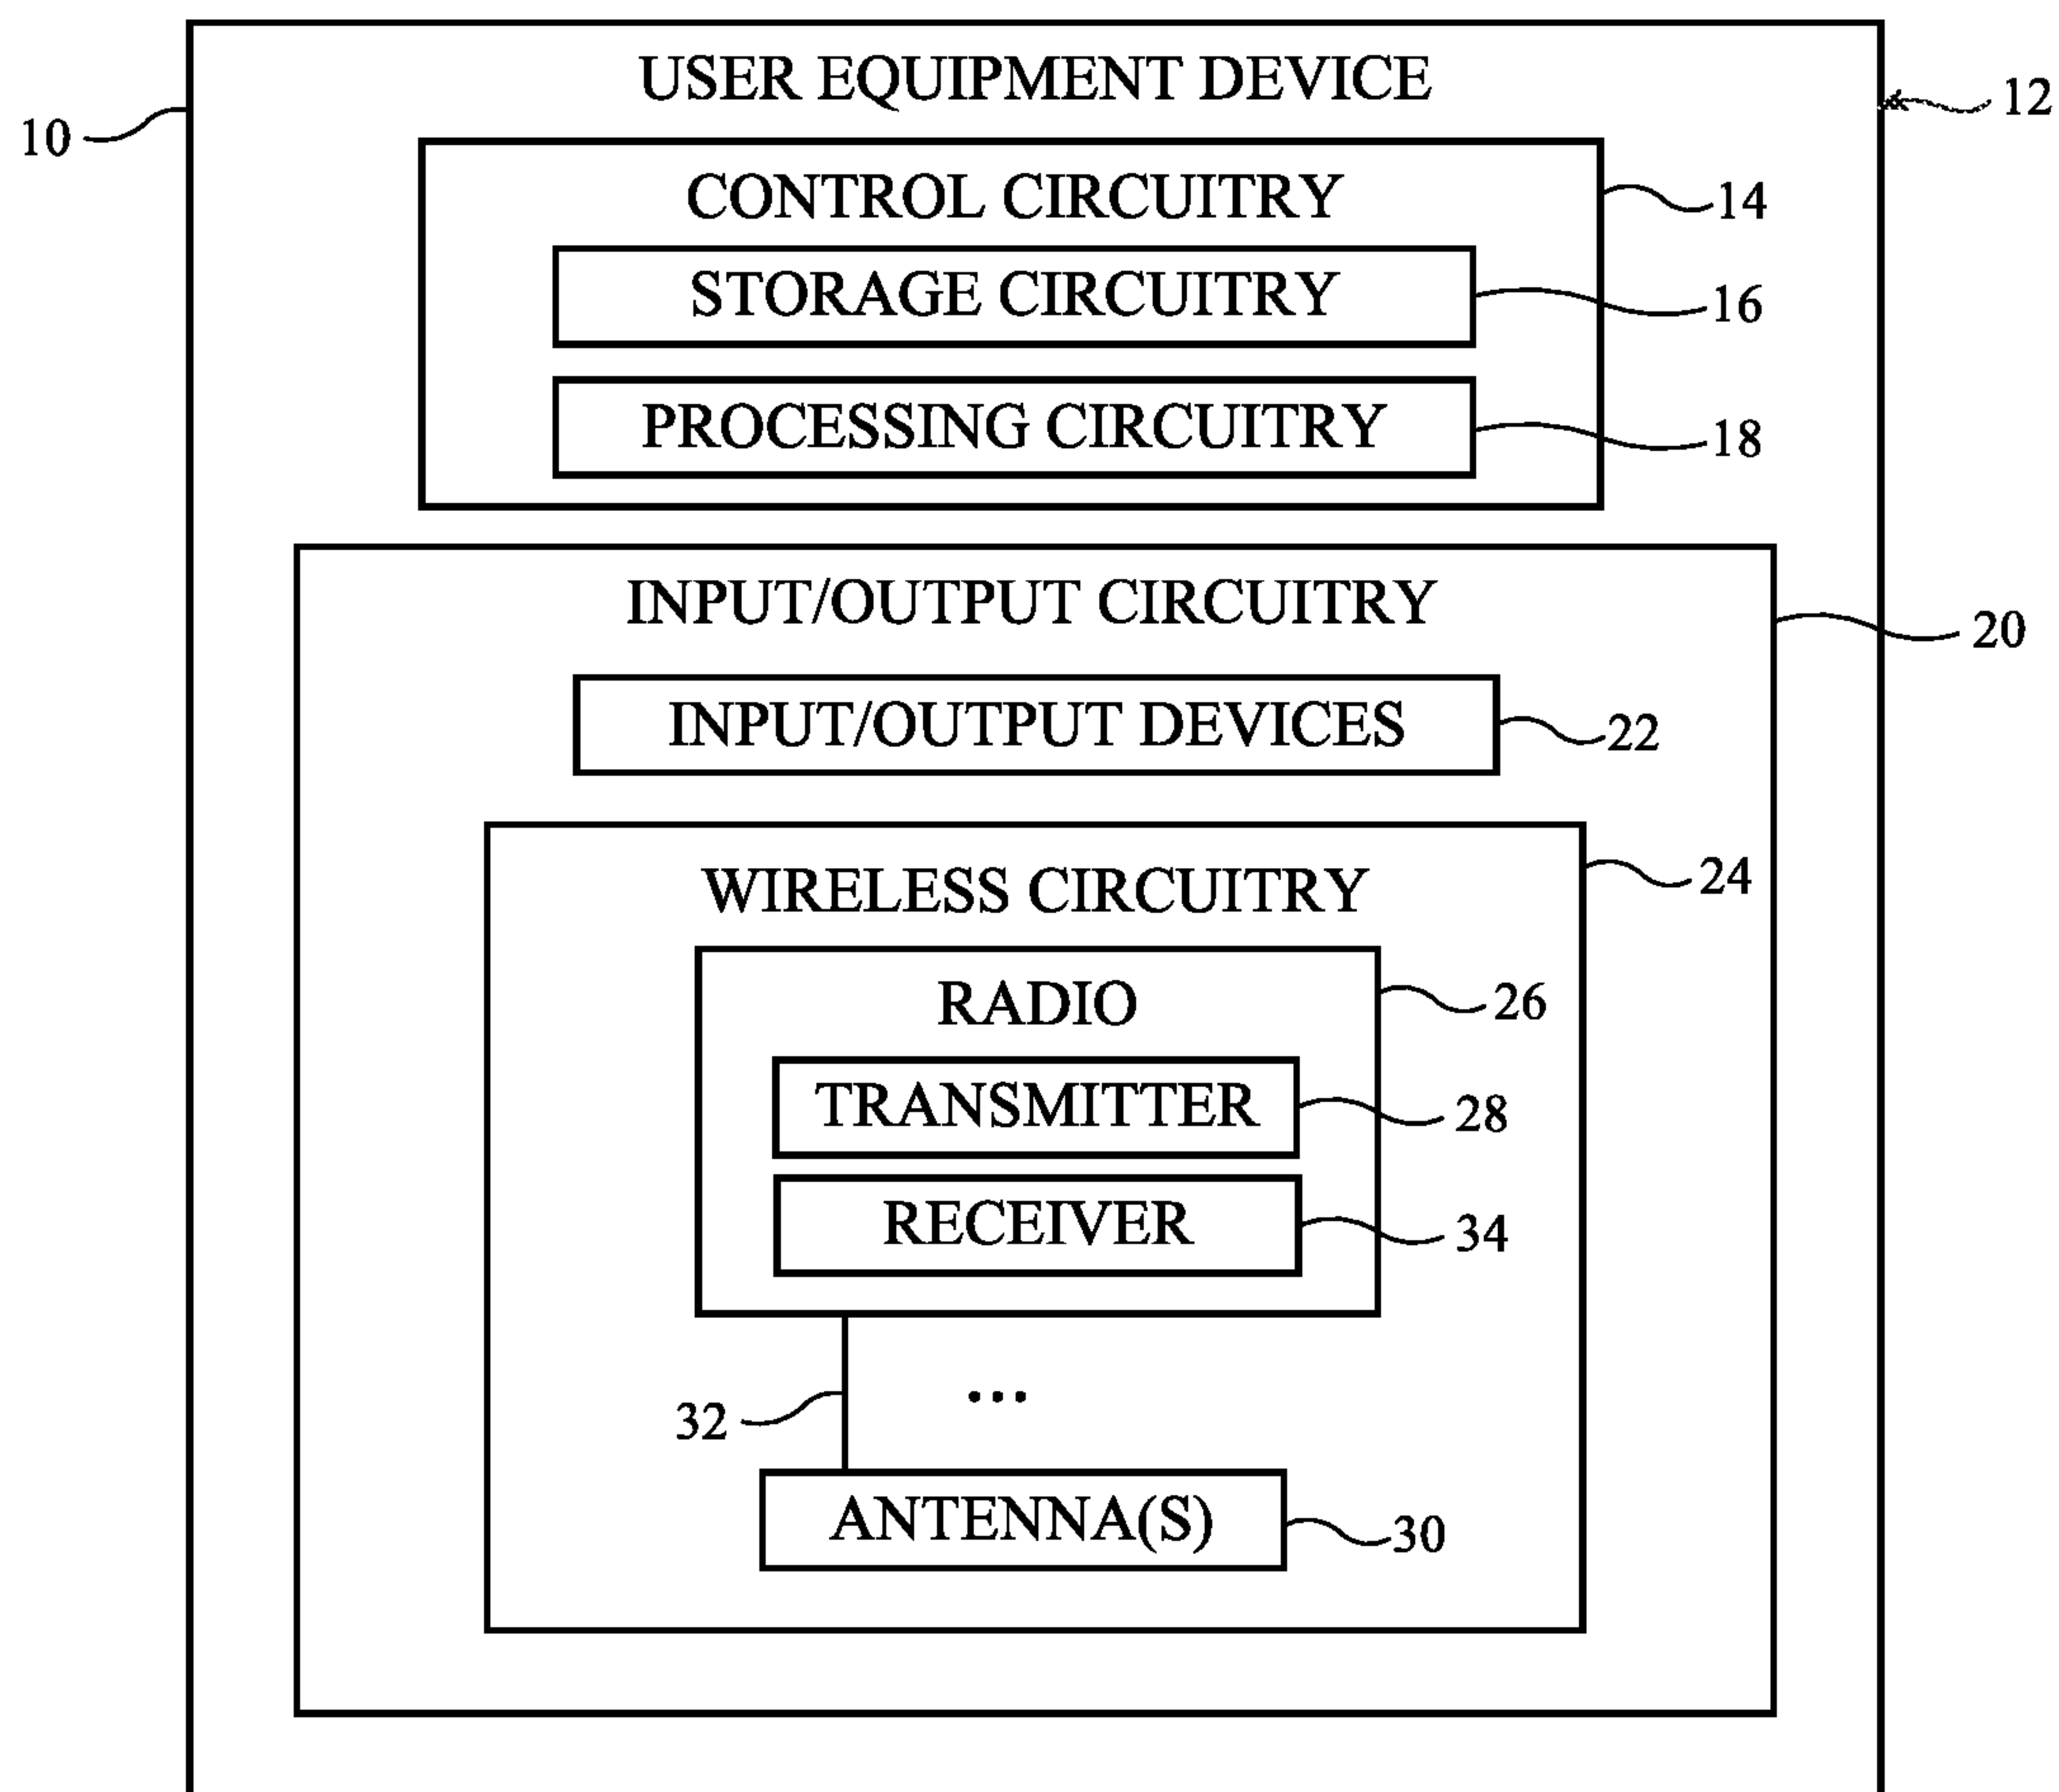 USER EQUIPMENT DEVICE
12
10
CONTROL CIRCUITRY
14
STORAGE CIRCUITRY
16
PROCESSING CIRCUITRY
18
INPUT/OUTPUT CIRCUITRY
20
INPUT/OUTPUT DEVICES
22
WIRELESS CIRCUITRY
24
RADIO
26
TRANSMITTER
28
RECEIVER
34
...
32
ANTENNA(S)
30